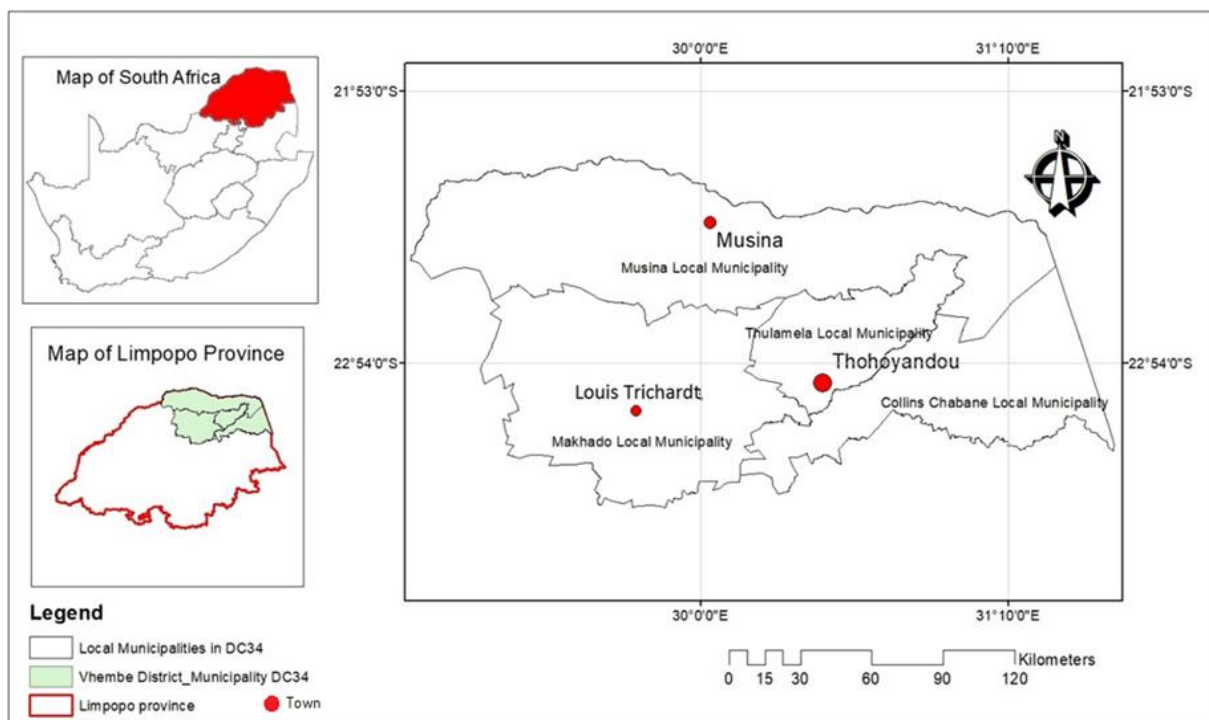 Map of South Africa
Map of Limpopo Province
Legend
Local Municipalities in DC34
Vhembe District_Municipality DC34
Limpopo province
Town
30°0'0"E 31°10'0"E
21°53'0"S 21°53'0"S
N
Musina
Musina Local Municipality
Thulamela Local Municipality
22°54'0"S Thohoyandou 22°54'0"S
Louis Trichardt
Collins Chabane Local Municipality
Makhado Local Municipality
30°0'0"E 31°10'0"E
Kilometers
0 15 30 60 90 120